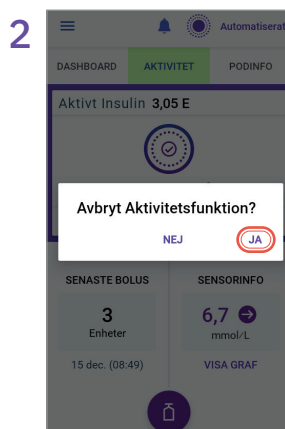 2
Automatiserat
DASHBOARD AKTIVITET PODINFO
Aktivt Insulin 3,05 E
Avbryt Aktivitetsfunktion?
NEJ JA
SENASTE BOLUS SENSORINFO
3 6,7
Enheter mmol/L
15 dec. (08:49) VISA GRAF